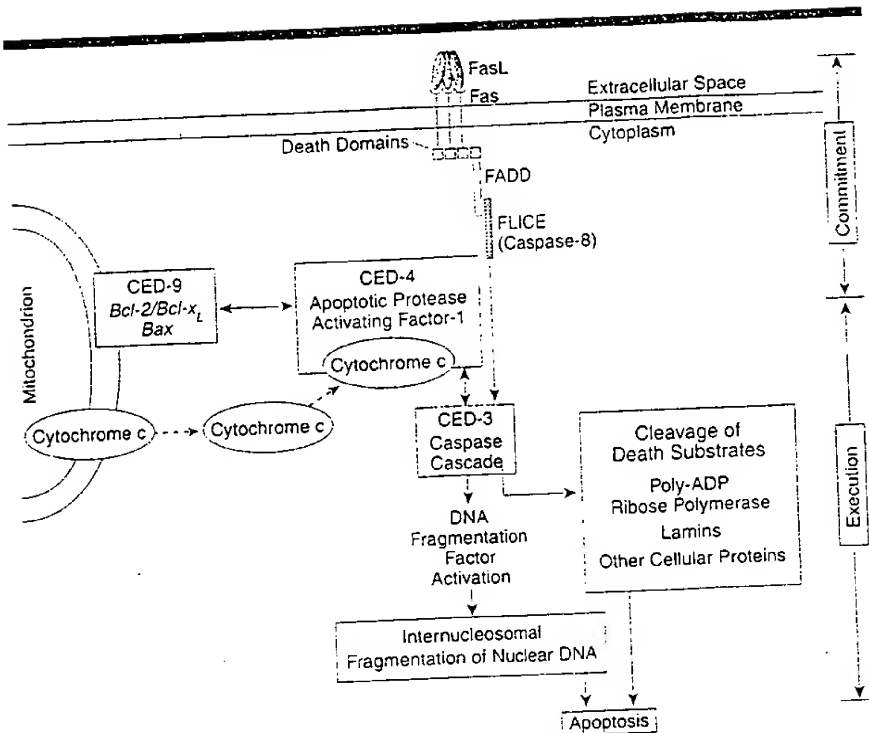 FasL
Fas
Extracellular Space
Plasma Membrane
Cytoplasm
Death Domains
FADD
FLICE
(Caspase-8)
Commitment
Mitochondrion
CED-9
Bcl-2/Bcl-xL
Bax
CED-4
Apoptotic Protease
Activating Factor-1
Cytochrome c
Cytochrome c
Cytochrome c
CED-3
Caspase
Cascade
Cleavage of
Death Substrates
Poly-ADP
Ribose Polymerase
Lamins
Other Cellular Proteins
Execution
DNA
Fragmentation
Factor
Activation
Internucleosomal
Fragmentation of Nuclear DNA
Apoptosis